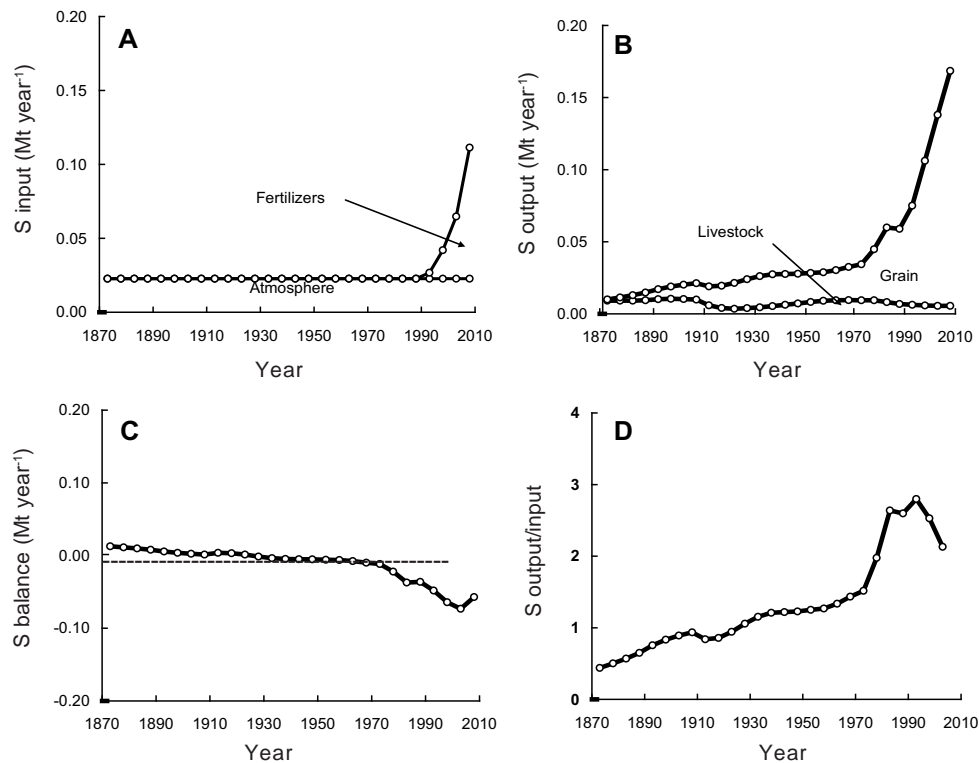 A
S input (Mt year⁻¹)
0.20
0.15
0.10
0.05
0.00
Fertilizers
Atmosphere
1870 1890 1910 1930 1950 1970 1990 2010
Year
B
S output (Mt year⁻¹)
0.20
0.15
0.10
0.05
0.00
Livestock
Grain
1870 1890 1910 1930 1950 1970 1990 2010
Year
C
S balance (Mt year⁻¹)
0.20
0.10
0.00
-0.10
-0.20
1870 1890 1910 1930 1950 1970 1990 2010
Year
D
S output/input
4
3
2
1
0
1870 1890 1910 1930 1950 1970 1990 2010
Year